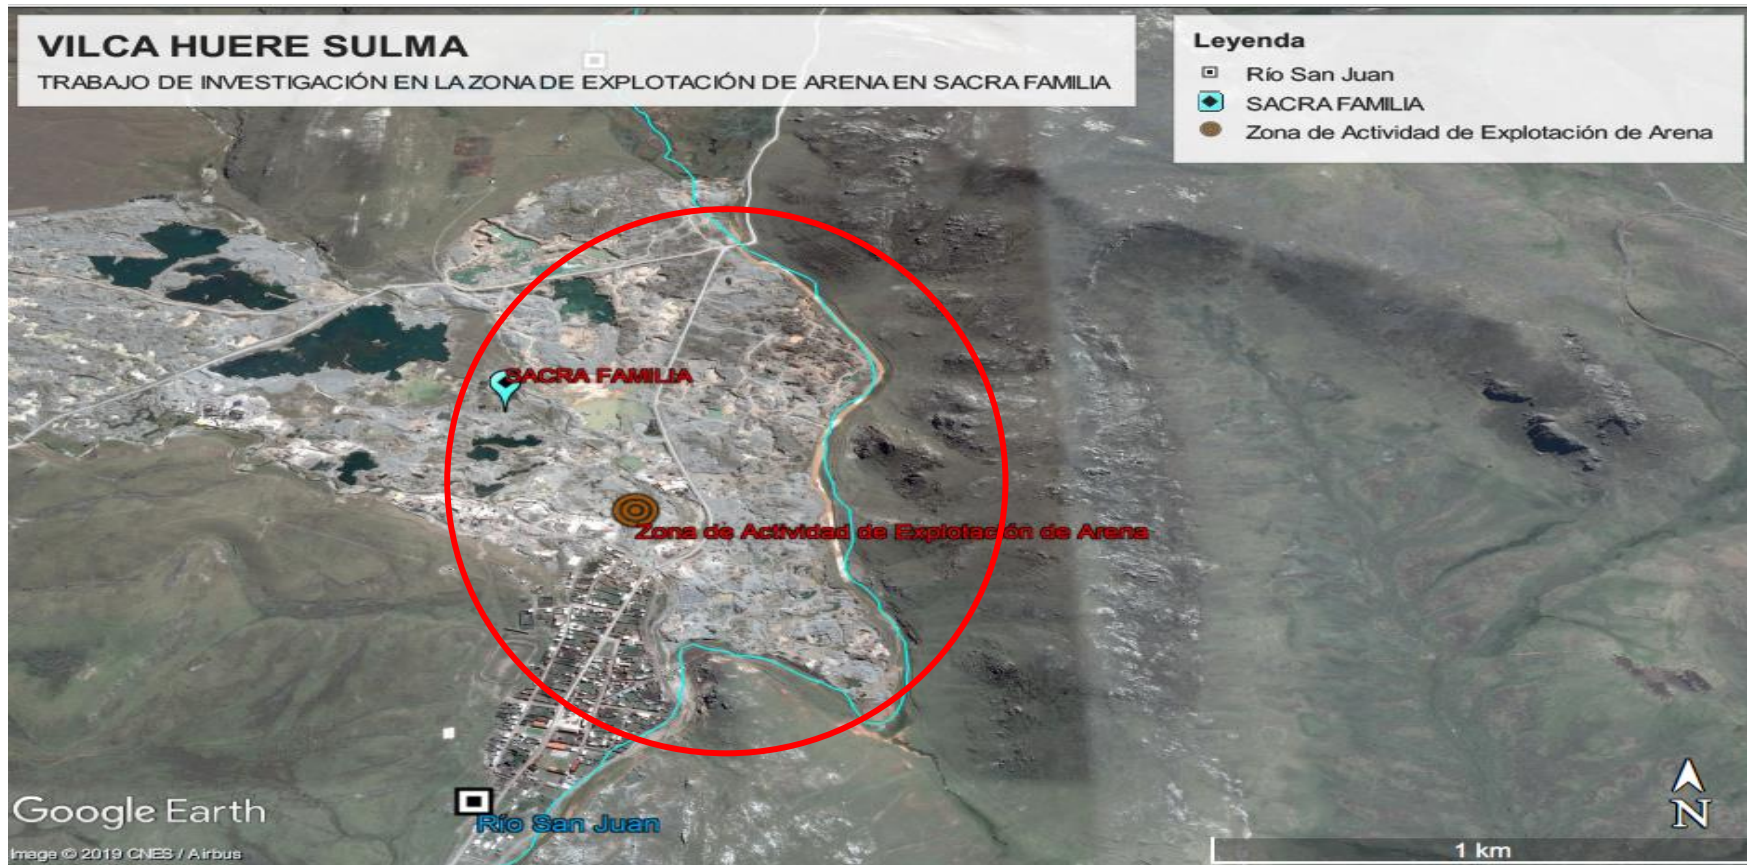 VILCA HUERE SULMA
TRABAJO DE INVESTIGACIÓN EN LA ZONA DE EXPLOTACIÓN DE ARENA EN SACRA FAMILIA
Leyenda
Río San Juan
SACRA FAMILIA
Zona de Actividad de Explotación de Arena
SACRA FAMILIA
Zona de Actividad de Explotación de Arena
Río San Juan
Google Earth
Image © 2019 CNES / Airbus
N
1 km